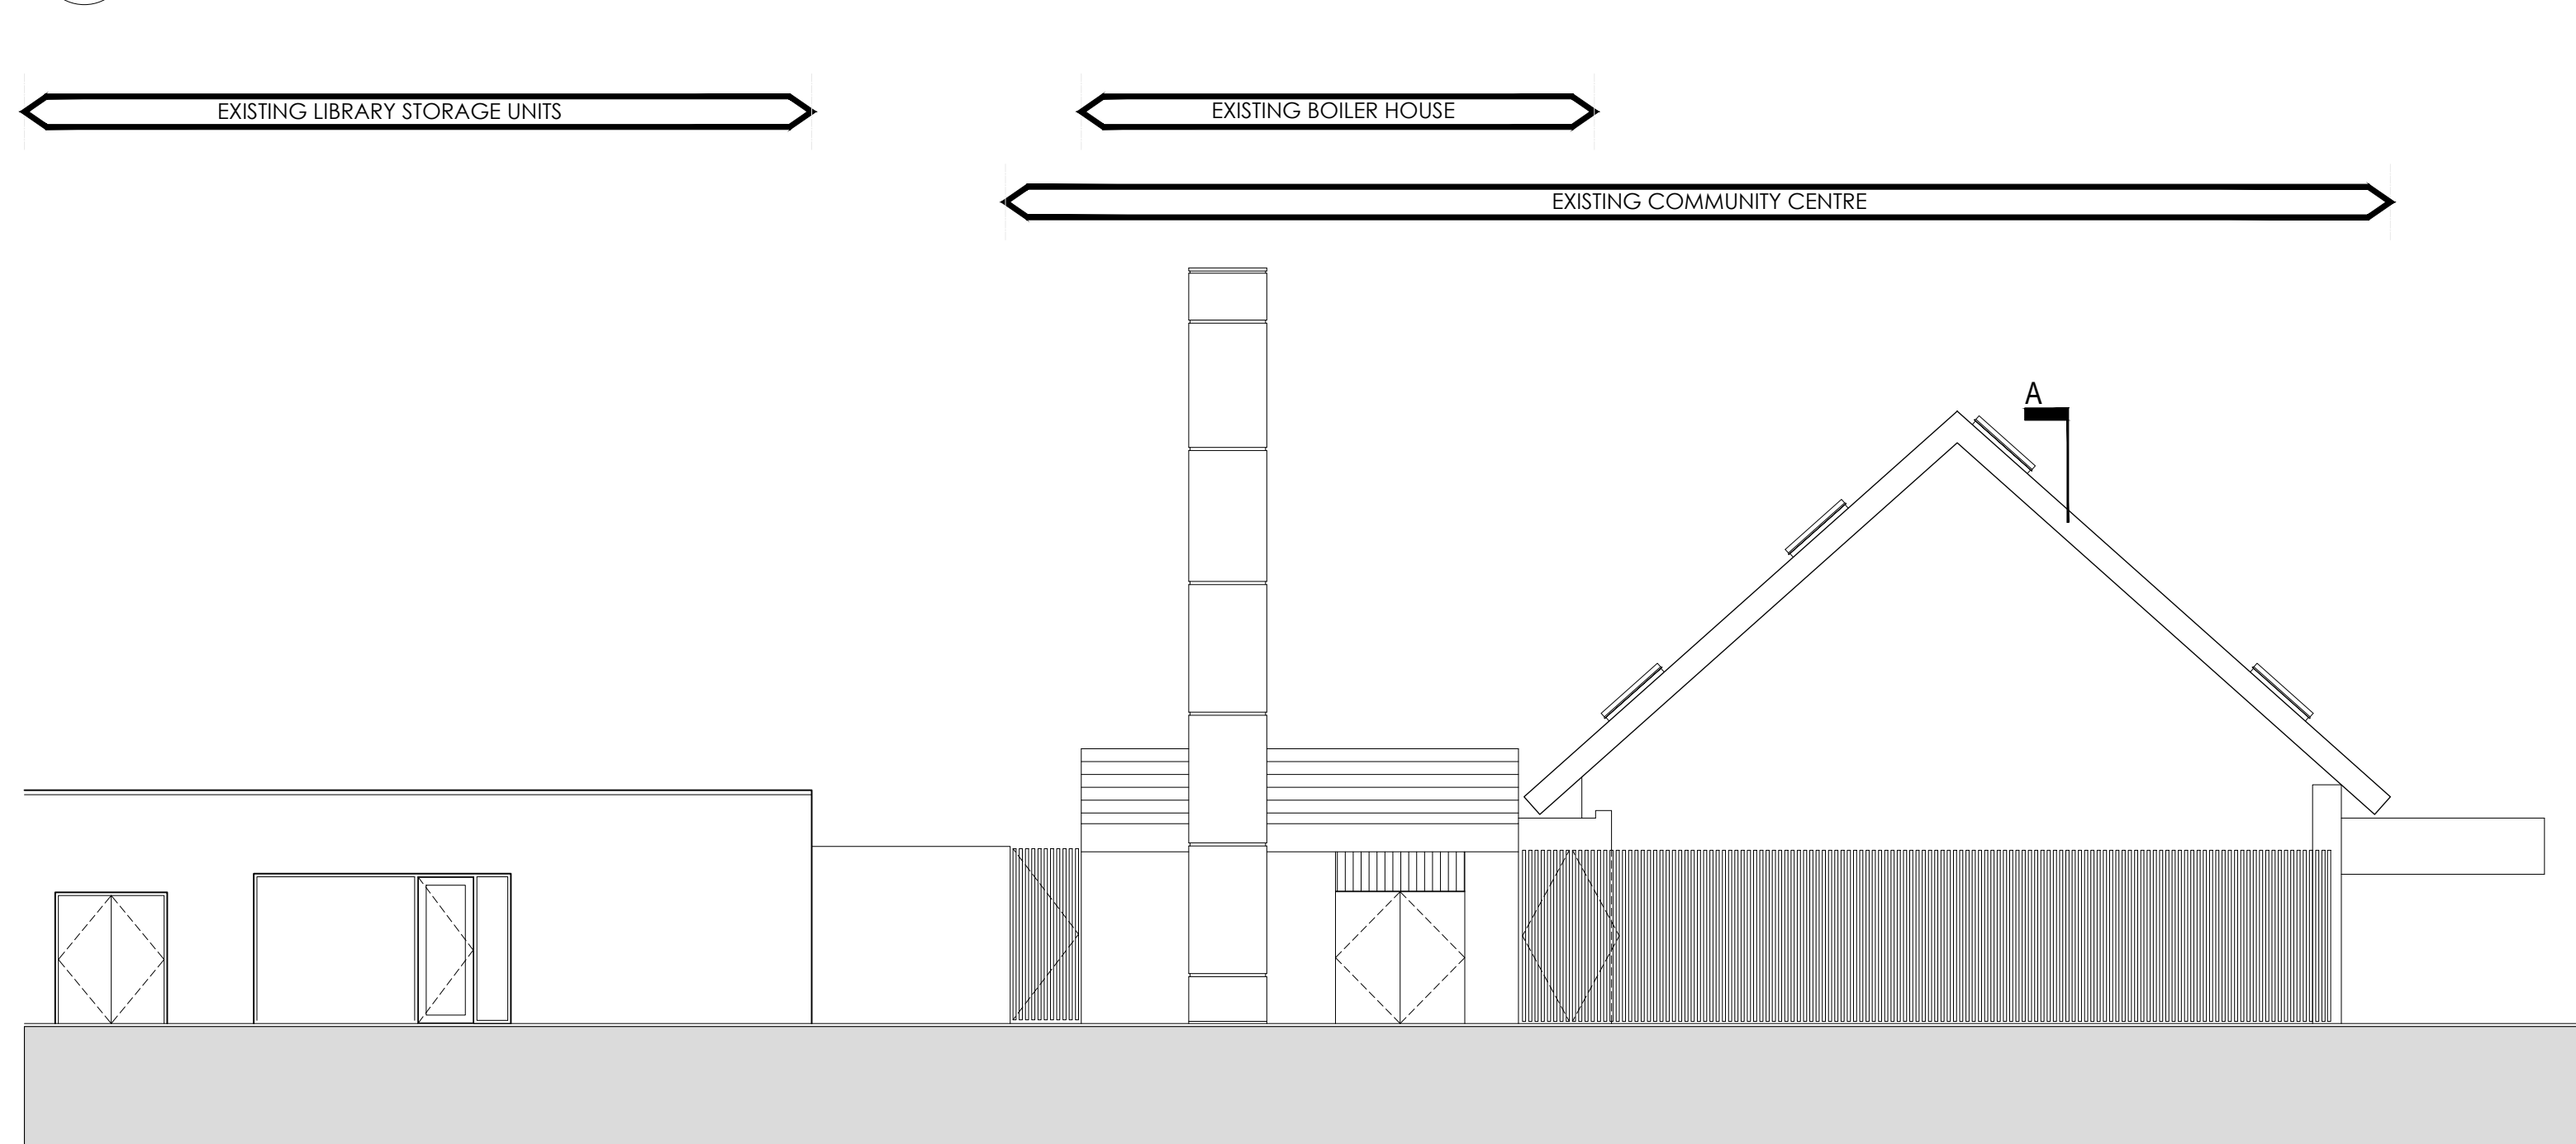 EXISTING LIBRARY STORAGE UNITS
EXISTING BOILER HOUSE
EXISTING COMMUNITY CENTRE
A